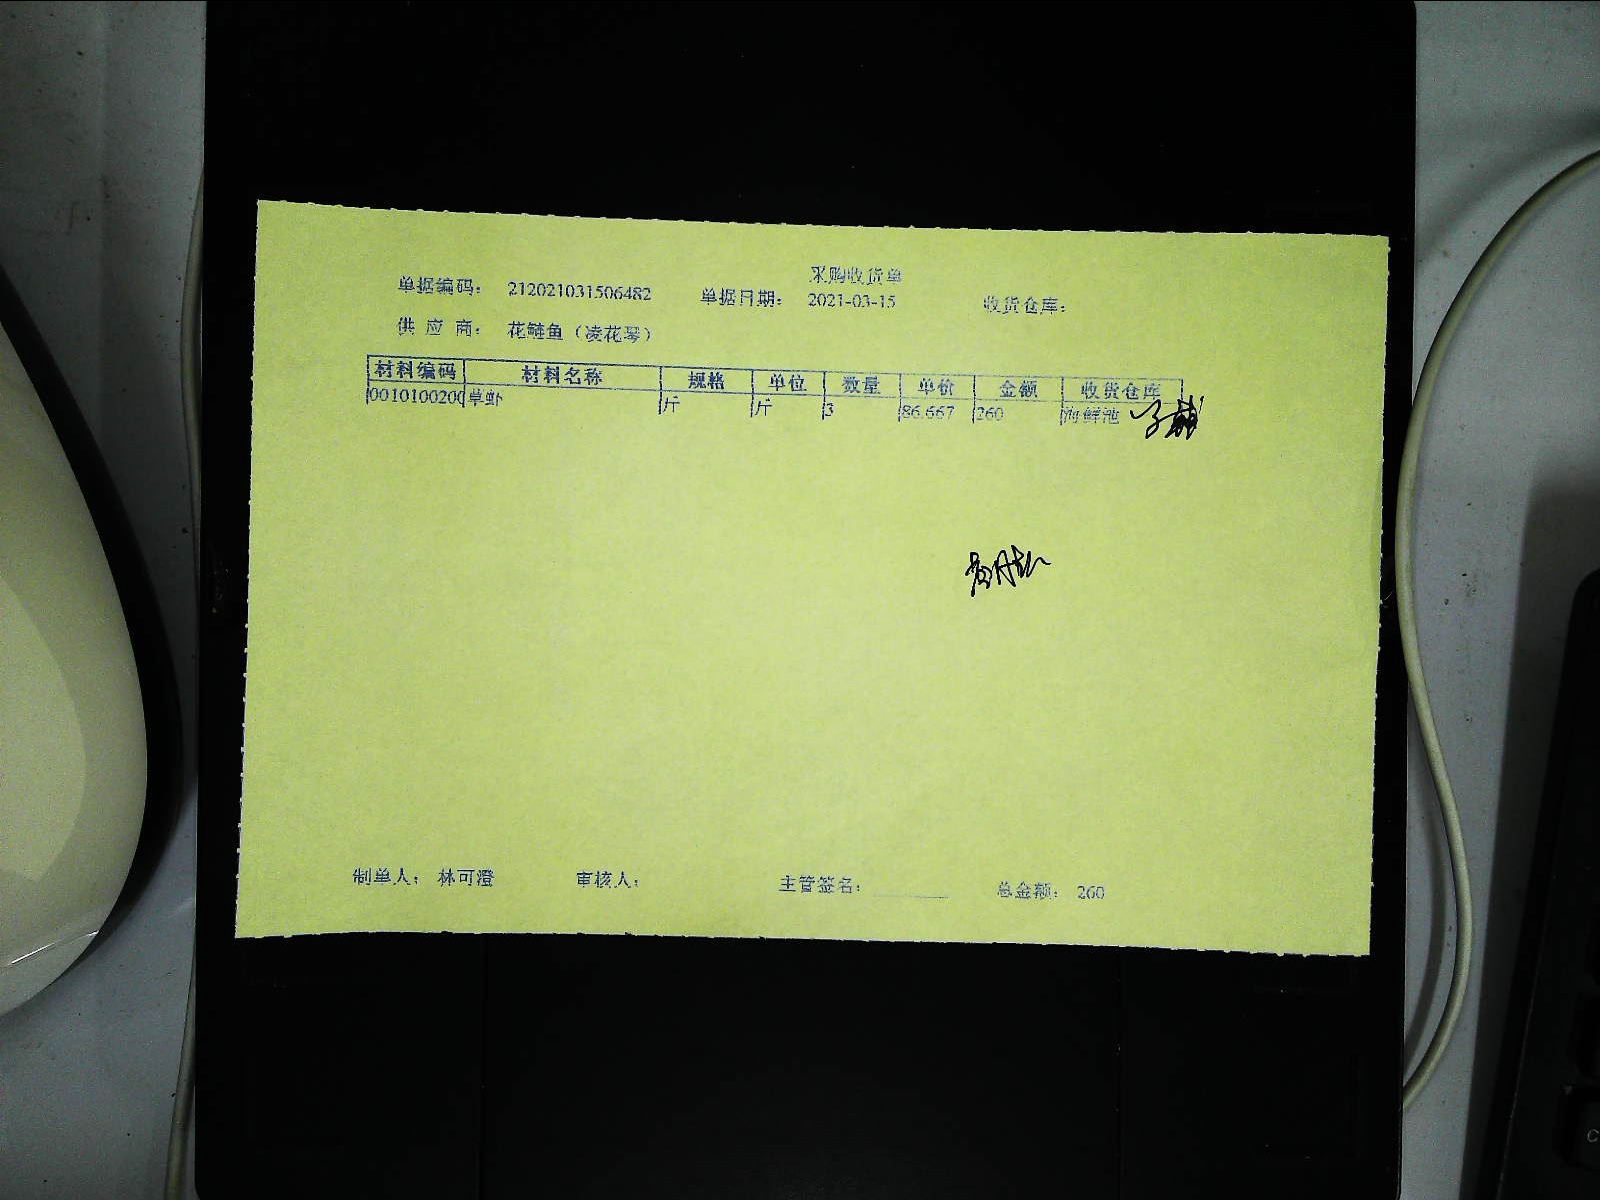 采购收货单
单据编码： 212021031506482 单据日期： 2021-03-15 收货仓库：
供 应 商： 花鲢鱼（凌花琴）
材料编码 材料名称 规格 单位 数量 单价 金额 收货仓库
0010100200 草虾 斤 斤 3 86.667 260 海鲜池
制单人： 林可澄 审核人： 主管签名： 总金额： 260